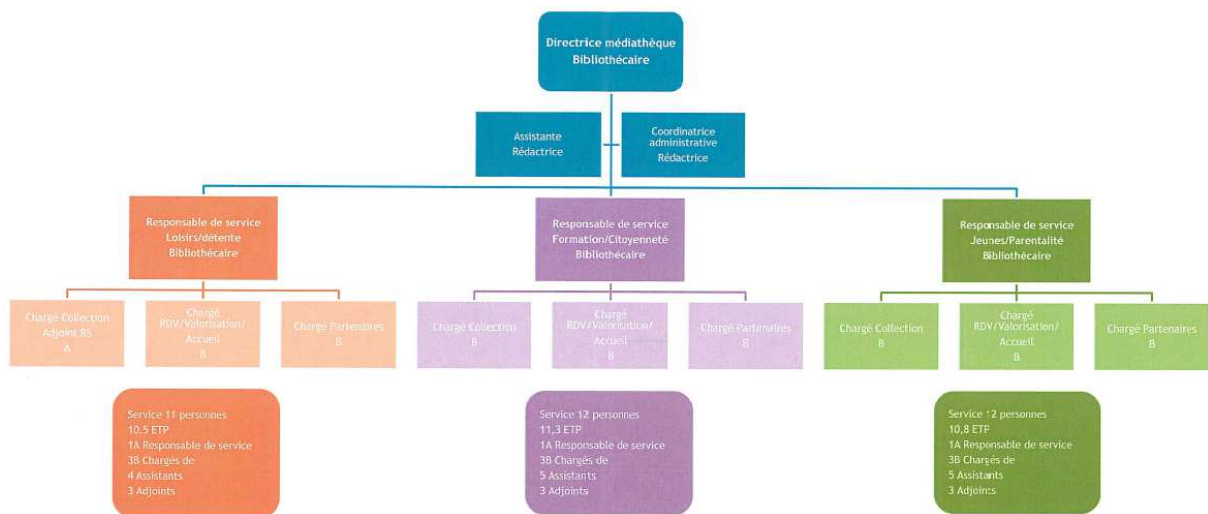 Directrice médiathèque
Bibliothécaire
Assistante
Rédactrice
Coordinatrice
administrative
Rédactrice
Responsable de service
Loisirs/détente
Bibliothécaire
Responsable de service
Formation/Citoyenneté
Bibliothécaire
Responsable de service
Jeunes/Parentalité
Bibliothécaire
Chargé Collection
Adjoint RS
A
Chargé
RDV/Valorisation/
Accueil
B
Chargé Partenaires
B
Chargé Collection
B
Chargé
RDV/Valorisation/
Accueil
B
Chargé Partenaires
B
Chargé Collection
B
Chargé
RDV/Valorisation/
Accueil
B
Chargé Partenaires
B
Service 11 personnes
10,5 ETP
1A Responsable de service
3B Chargés de
4 Assistants
3 Adjoints
Service 12 personnes
11,3 ETP
1A Responsable de service
3B Chargés de
5 Assistants
3 Adjoints
Service 12 personnes
10,8 ETP
1A Responsable de service
3B Chargés de
5 Assistants
3 Adjoints